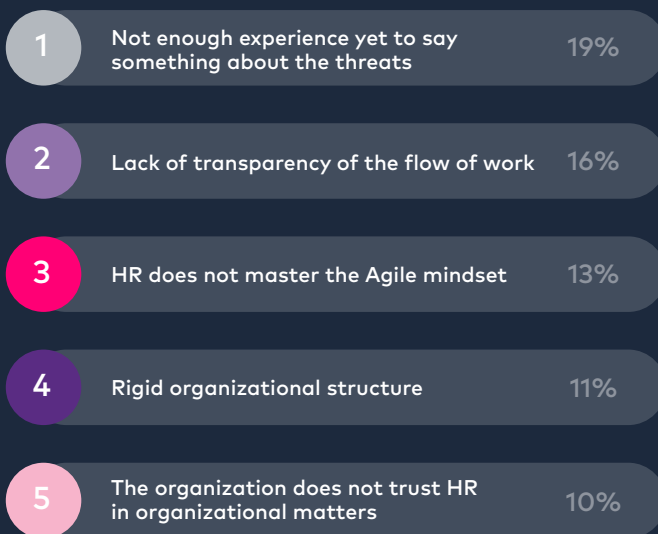 1
Not enough experience yet to say
something about the threats
19%
2
Lack of transparency of the flow of work
16%
3
HR does not master the Agile mindset
13%
4
Rigid organizational structure
11%
5
The organization does not trust HR
in organizational matters
10%